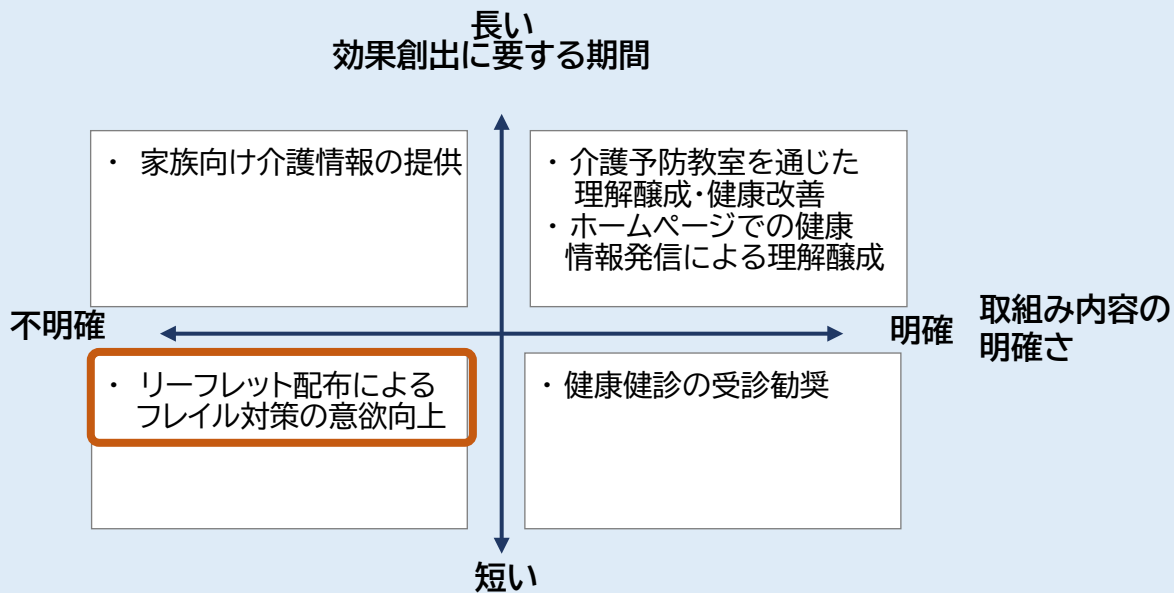 長い
効果創出に要する期間
・ 家族向け介護情報の提供
・ 介護予防教室を通じた
理解醸成・健康改善
・ ホームページでの健康
情報発信による理解醸成
不明確
明確
取組み内容の
明確さ
・ リーフレット配布による
フレイル対策の意欲向上
・ 健康健診の受診勧奨
短い